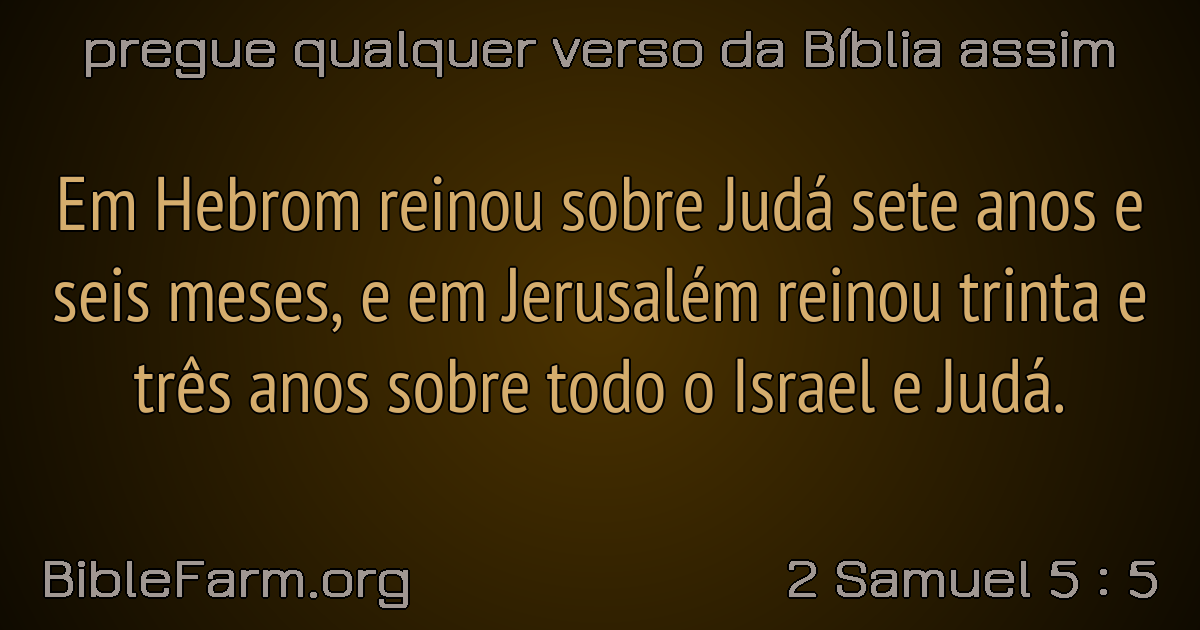 pregue qualquer verso da Bíblia assim
Em Hebrom reinou sobre Judá sete anos e
seis meses, e em Jerusalém reinou trinta e
três anos sobre todo o Israel e Judá.
BibleFarm.org
2 Samuel 5 : 5